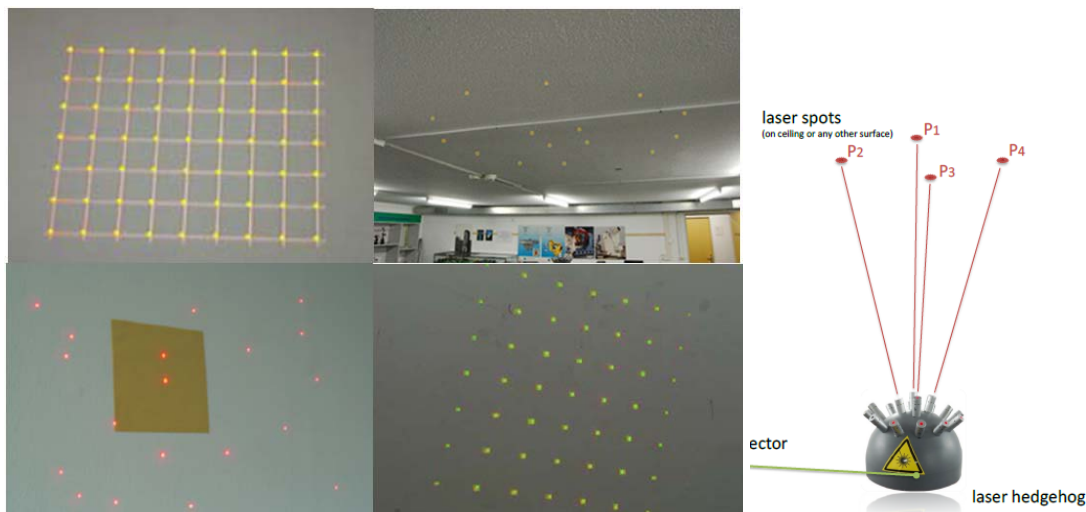 laser spots
(on ceiling or any other surface)
P1
P2
P3
P4
ector
laser hedgehog